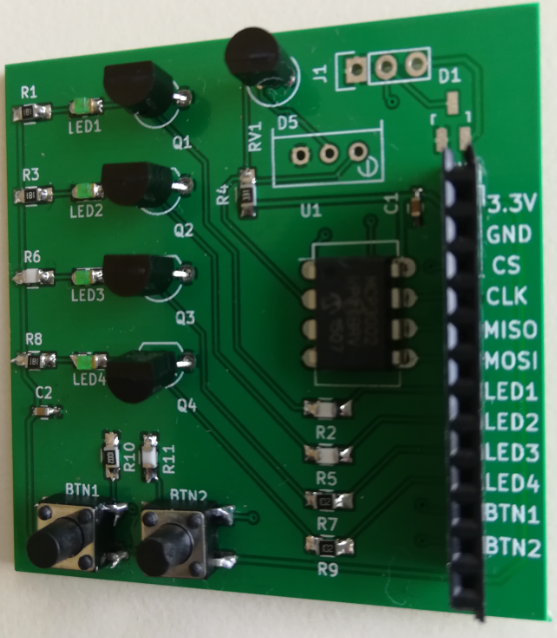 R1
LED1
Q1
R3
LED2
Q2
R6
LED3
Q3
R8
LED4
Q4
C2
R10
R11
BTN1
BTN2
RV1
D5
J1
D1
R4
U1
C1
R2
R5
R7
R9
3.3V
GND
CS
CLK
MISO
MOSI
LED1
LED2
LED3
LED4
BTN1
BTN2